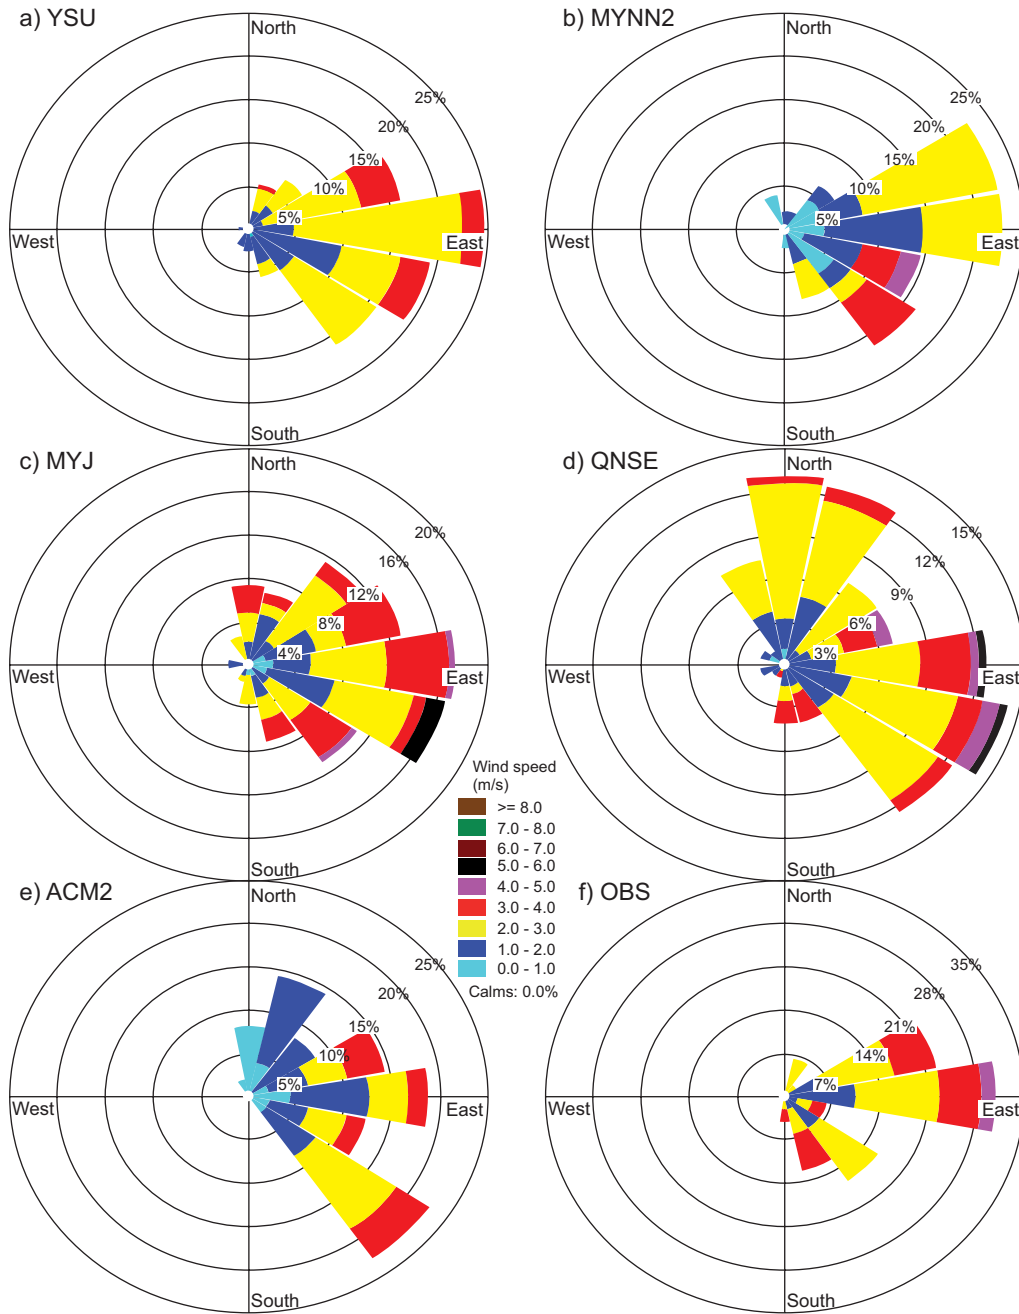 a) YSU
North
25%
20%
15%
10%
5%
West
East
South
b) MYNN2
North
25%
20%
15%
10%
5%
West
East
South
c) MYJ
North
20%
16%
12%
8%
4%
West
East
South
d) QNSE
North
15%
12%
9%
6%
3%
West
East
South
Wind speed
(m/s)
>= 8.0
7.0 - 8.0
6.0 - 7.0
5.0 - 6.0
4.0 - 5.0
3.0 - 4.0
2.0 - 3.0
1.0 - 2.0
0.0 - 1.0
Calms: 0.0%
e) ACM2
North
25%
20%
15%
10%
5%
West
East
South
f) OBS
North
35%
28%
21%
14%
7%
West
East
South